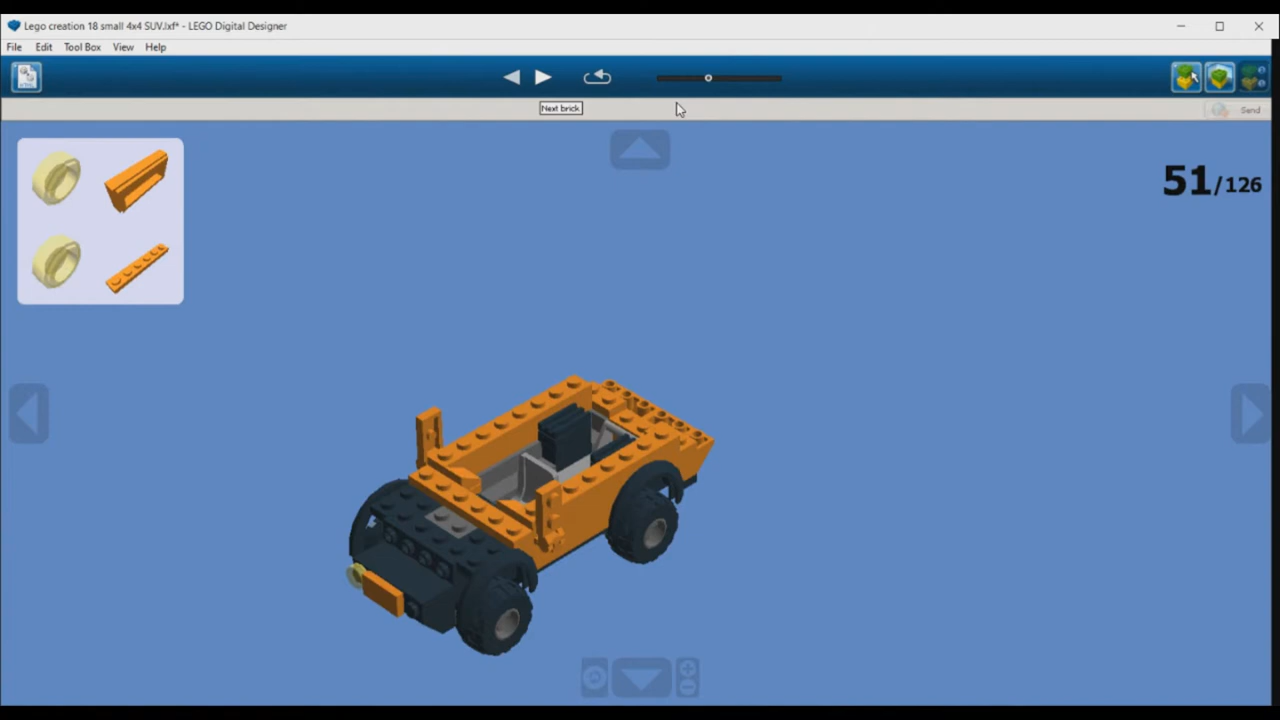 Lego creation 18 small 4x4 SUV.lxf* - LEGO Digital Designer
File Edit Tool Box View Help
Next brick
Send
51/126